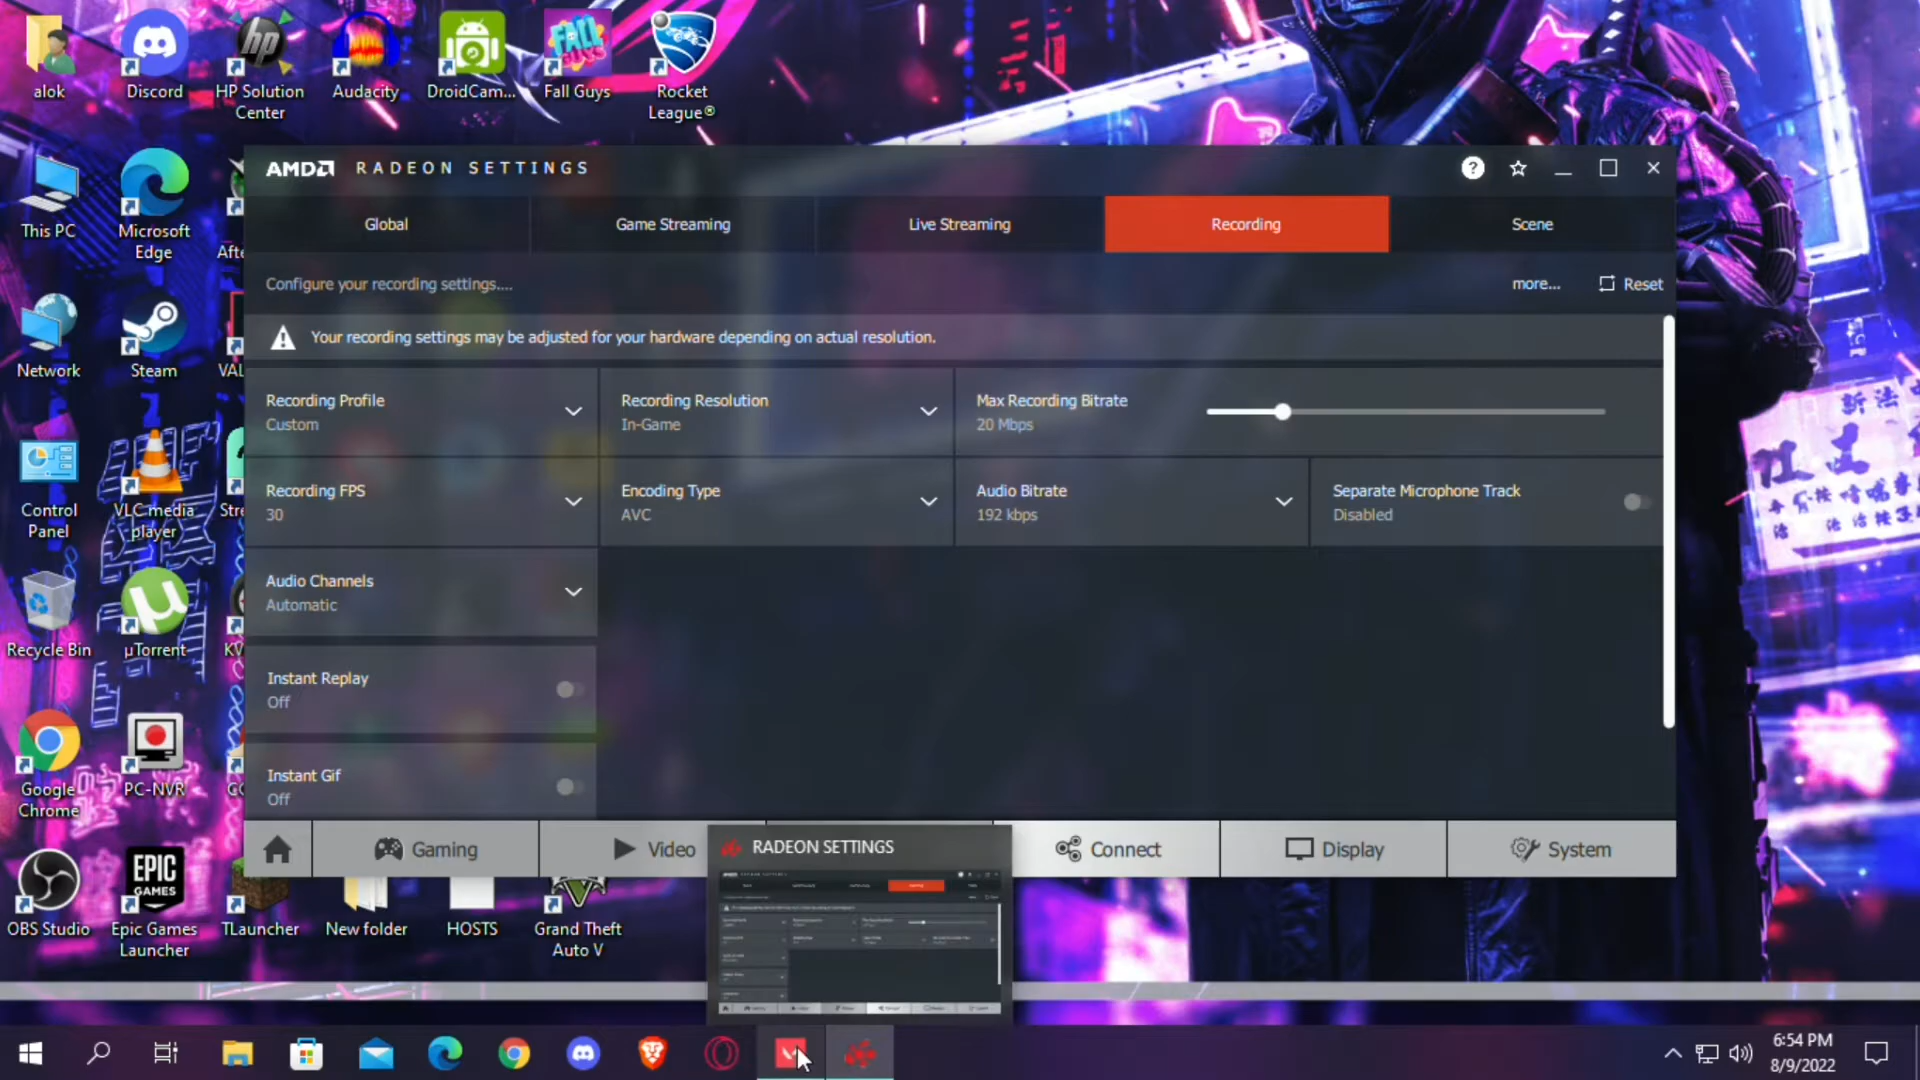 alok
Discord
HP Solution
Center
Audacity
DroidCam...
Fall Guys
Rocket
League®
This PC
Microsoft
Edge
Afte
Network
Steam
VAL
Control
Panel
VLC media
player
Stre
Recycle Bin
µTorrent
KV
Google
Chrome
PC-NVR
OBS Studio
EPIC
GAMES
Epic Games
Launcher
TLauncher
New folder
HOSTS
Grand Theft
Auto V
AMD RADEON SETTINGS
Global
Game Streaming
Live Streaming
Recording
Scene
Configure your recording settings....
more...
Reset
Your recording settings may be adjusted for your hardware depending on actual resolution.
Recording Profile
Custom
Recording Resolution
In-Game
Max Recording Bitrate
20 Mbps
Recording FPS
30
Encoding Type
AVC
Audio Bitrate
192 kbps
Separate Microphone Track
Disabled
Audio Channels
Automatic
Instant Replay
Off
Instant Gif
Off
Gaming
Video
Connect
Display
System
RADEON SETTINGS
6:54 PM
8/9/2022